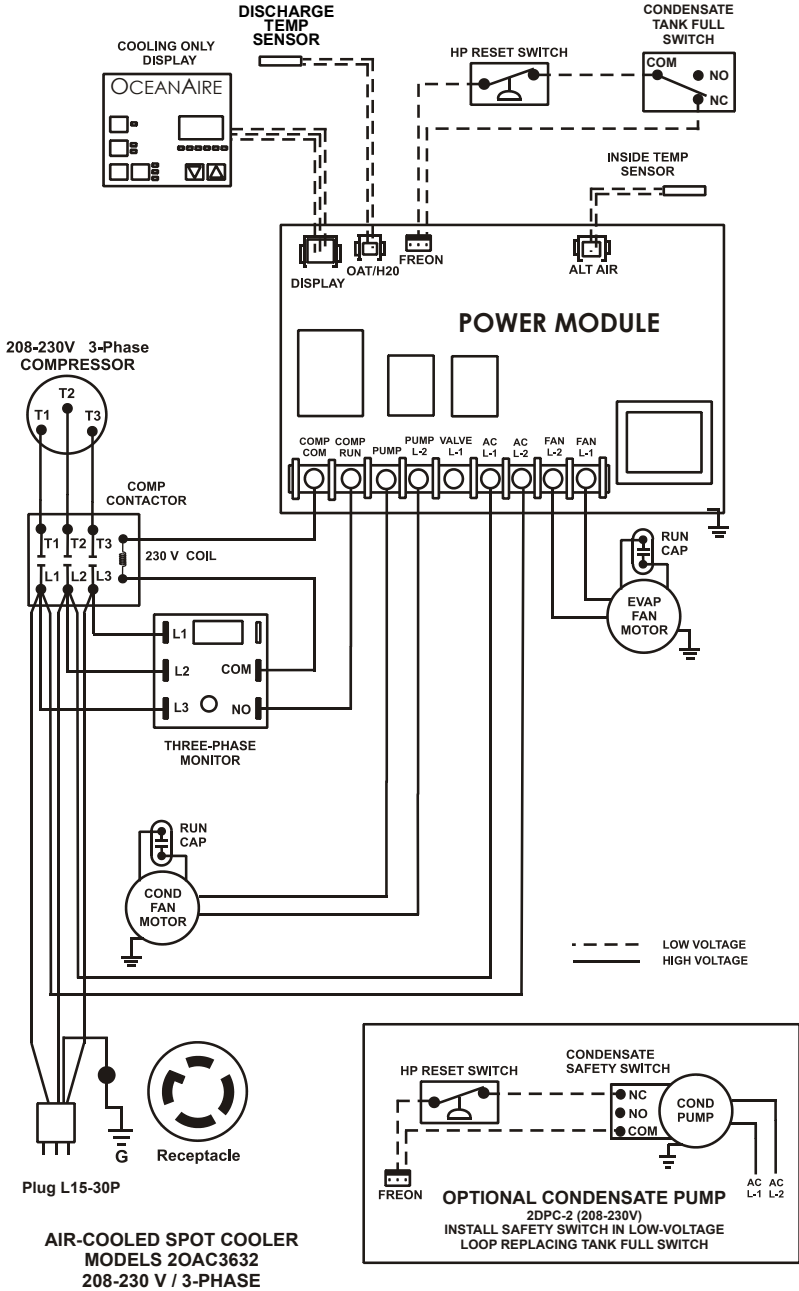 DISCHARGE
TEMP
SENSOR
COOLING ONLY
DISPLAY
OCEANAIRE
HP RESET SWITCH
CONDENSATE
TANK FULL
SWITCH
COM
NO
NC
INSIDE TEMP
SENSOR
DISPLAY
OAT/H20
FREON
ALT AIR
POWER MODULE
208-230V 3-Phase
COMPRESSOR
T1
T2
T3
COMP
COM
COMP
RUN
PUMP
PUMP
L-2
VALVE
L-1
AC
L-1
AC
L-2
FAN
L-2
FAN
L-1
COMP
CONTACTOR
T1
T2
T3
230 V COIL
L1
L2
L3
RUN
CAP
EVAP
FAN
MOTOR
L1
L2
COM
L3
NO
THREE-PHASE
MONITOR
RUN
CAP
COND
FAN
MOTOR
LOW VOLTAGE
HIGH VOLTAGE
G
Receptacle
Plug L15-30P
HP RESET SWITCH
CONDENSATE
SAFETY SWITCH
NC
NO
COM
COND
PUMP
FREON
AC
L-1
AC
L-2
OPTIONAL CONDENSATE PUMP
2DPC-2 (208-230V)
INSTALL SAFETY SWITCH IN LOW-VOLTAGE
LOOP REPLACING TANK FULL SWITCH
AIR-COOLED SPOT COOLER
MODELS 2OAC3632
208-230 V / 3-PHASE